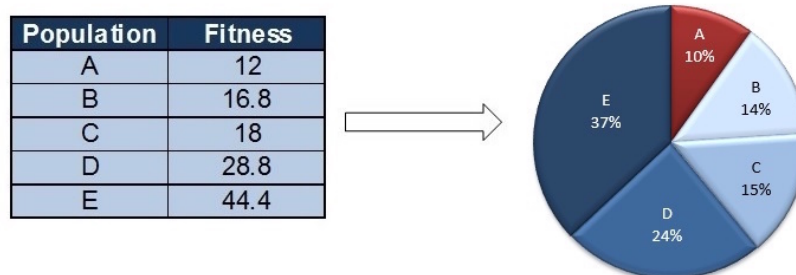 Population Fitness
A 12
B 16.8
C 18
D 28.8
E 44.4
A
10%
B
14%
C
15%
D
24%
E
37%